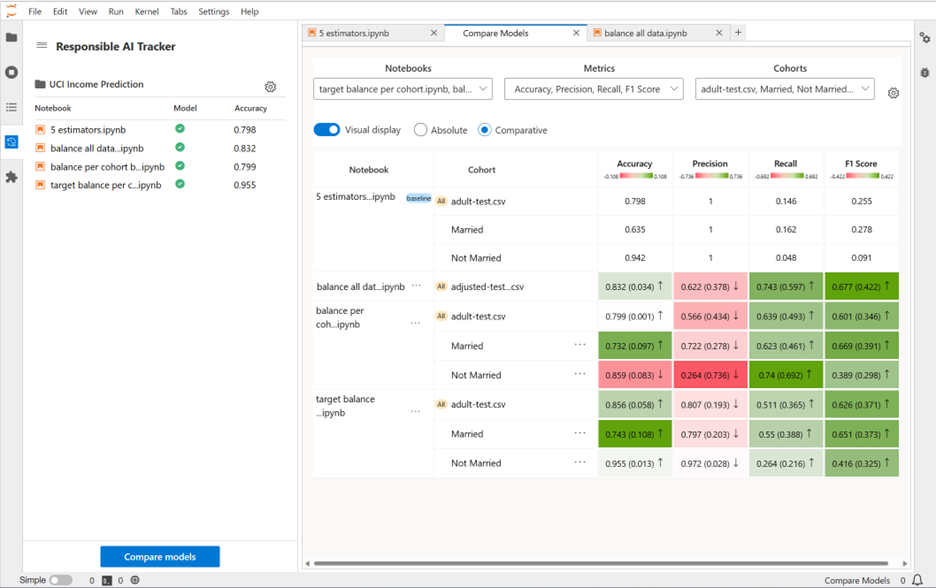 File Edit View Run Kernel Tabs Settings Help
Responsible AI Tracker
UCI Income Prediction
Notebook Model Accuracy
5 estimators.ipynb 0.798
balance all data...ipynb 0.832
balance per cohort b...ipynb 0.799
target balance per c...ipynb 0.955
Compare models
5 estimators.ipynb Compare Models balance all data.ipynb
Notebooks Metrics Cohorts
target balance per cohort.ipynb, bal... Accuracy, Precision, Recall, F1 Score adult-test.csv, Married, Not Married...
Visual display Absolute Comparative
Notebook Cohort Accuracy Precision Recall F1 Score
-0.108 0.108 -0.736 0.736 -0.692 0.692 -0.422 0.422
5 estimators...ipynb baseline All adult-test.csv 0.798 1 0.146 0.255
Married 0.635 1 0.162 0.278
Not Married 0.942 1 0.048 0.091
balance all dat...ipynb ... All adjusted-test...csv 0.832 (0.034) ↑ 0.622 (0.378) ↓ 0.743 (0.597) ↑ 0.677 (0.422) ↑
balance per
coh...ipynb ... All adult-test.csv 0.799 (0.001) ↑ 0.566 (0.434) ↓ 0.639 (0.493) ↑ 0.601 (0.346) ↑
Married ... 0.732 (0.097) ↑ 0.722 (0.278) ↓ 0.623 (0.461) ↑ 0.669 (0.391) ↑
Not Married ... 0.859 (0.083) ↓ 0.264 (0.736) ↓ 0.74 (0.692) ↑ 0.389 (0.298) ↑
target balance
...ipynb ... All adult-test.csv 0.856 (0.058) ↑ 0.807 (0.193) ↓ 0.511 (0.365) ↑ 0.626 (0.371) ↑
Married ... 0.743 (0.108) ↑ 0.797 (0.203) ↓ 0.55 (0.388) ↑ 0.651 (0.373) ↑
Not Married ... 0.955 (0.013) ↑ 0.972 (0.028) ↓ 0.264 (0.216) ↑ 0.416 (0.325) ↑
Simple 0 0 Compare Models 0